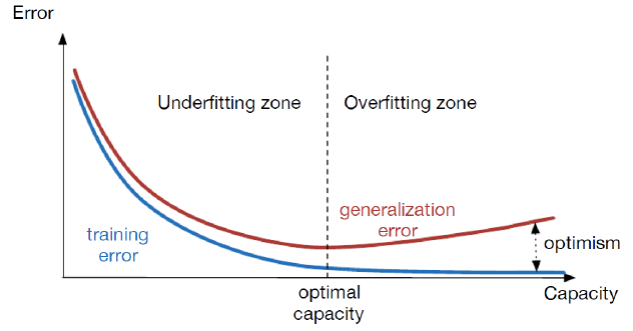 Error
Underfitting zone
Overfitting zone
generalization
error
training
error
optimism
optimal
capacity
Capacity